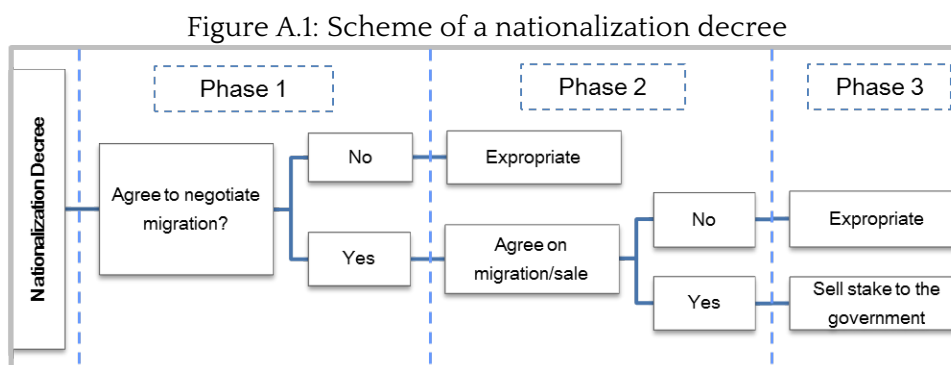 Figure A.1: Scheme of a nationalization decree
Phase 1
Phase 2
Phase 3
Nationalization Decree
Agree to negotiate
migration?
No
Expropriate
Yes
Agree on
migration/sale
No
Expropriate
Yes
Sell stake to the
government